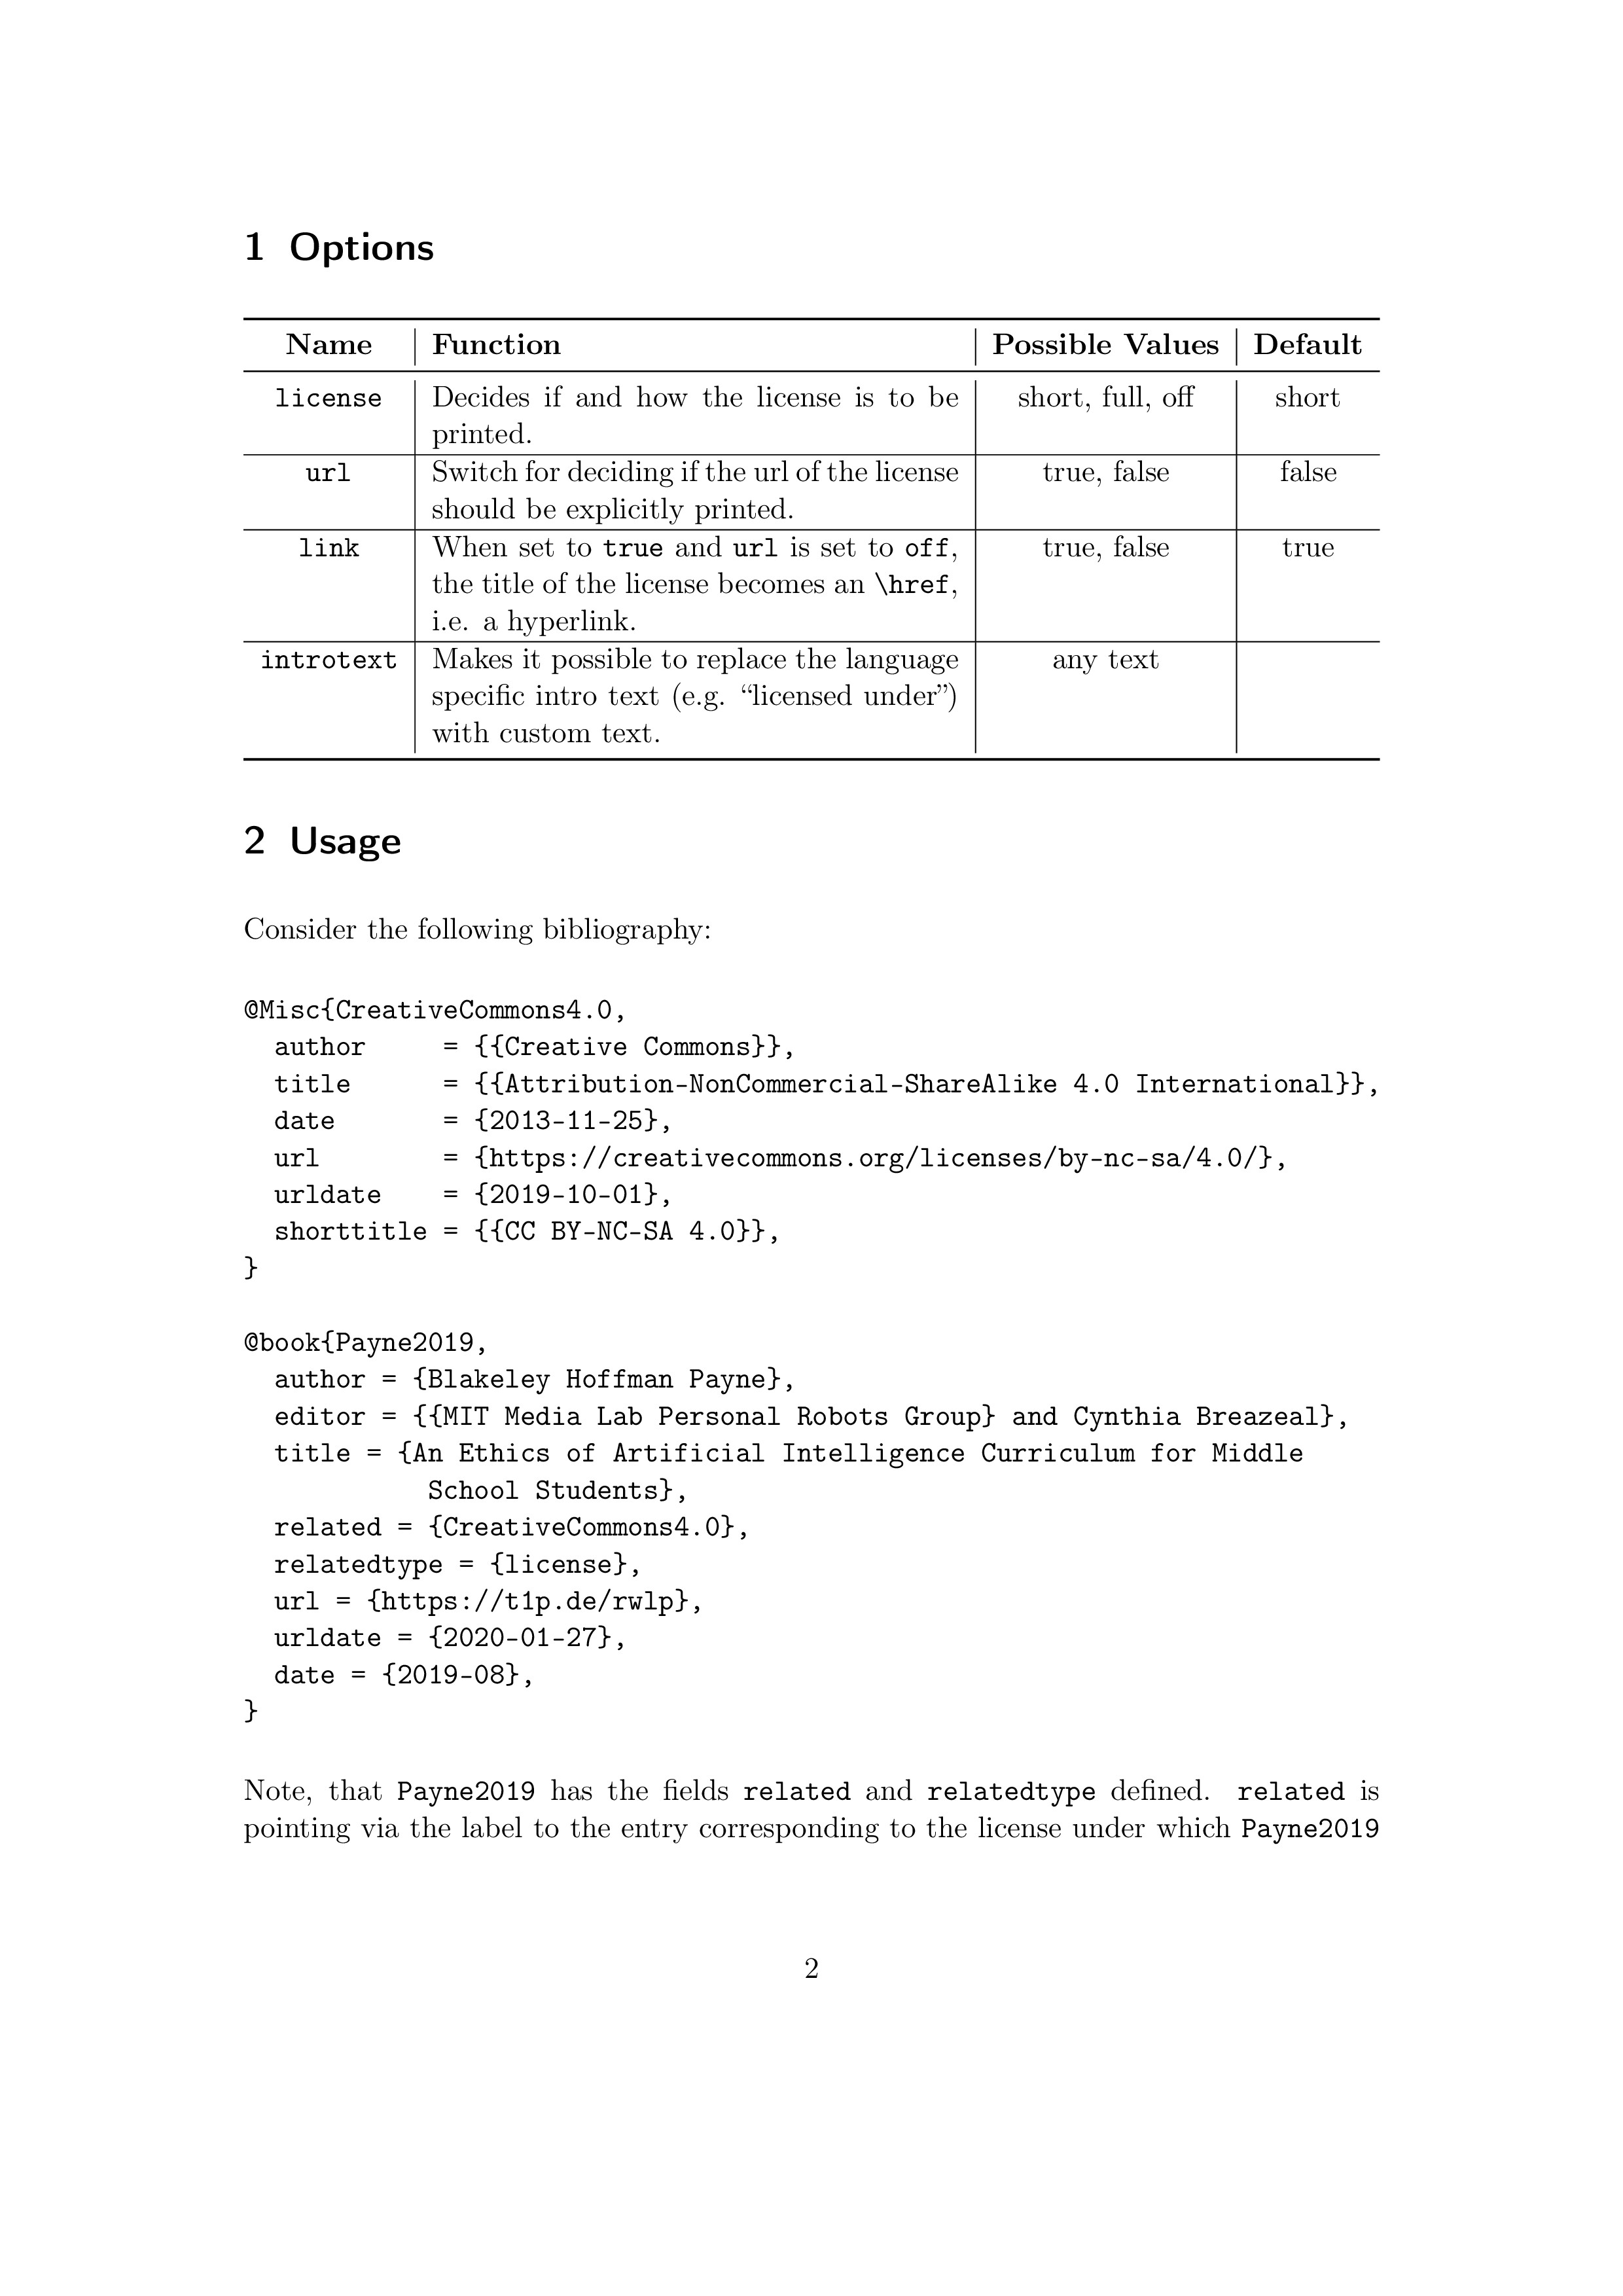 1 Options
Name Function Possible Values Default
license Decides if and how the license is to be short, full, off short
printed.
url Switch for deciding if the url of the license true, false false
should be explicitly printed.
link When set to true and url is set to off, true, false true
the title of the license becomes an \href,
i.e. a hyperlink.
introtext Makes it possible to replace the language any text
specific intro text (e.g. “licensed under”)
with custom text.
2 Usage
Consider the following bibliography:
@Misc{CreativeCommons4.0,
  author     = {{Creative Commons}},
  title      = {{Attribution-NonCommercial-ShareAlike 4.0 International}},
  date       = {2013-11-25},
  url        = {https://creativecommons.org/licenses/by-nc-sa/4.0/},
  urldate    = {2019-10-01},
  shorttitle = {{CC BY-NC-SA 4.0}},
}
@book{Payne2019,
  author = {Blakeley Hoffman Payne},
  editor = {{MIT Media Lab Personal Robots Group} and Cynthia Breazeal},
  title = {An Ethics of Artificial Intelligence Curriculum for Middle
            School Students},
  related = {CreativeCommons4.0},
  relatedtype = {license},
  url = {https://t1p.de/rwlp},
  urldate = {2020-01-27},
  date = {2019-08},
}
Note, that Payne2019 has the fields related and relatedtype defined. related is
pointing via the label to the entry corresponding to the license under which Payne2019
2